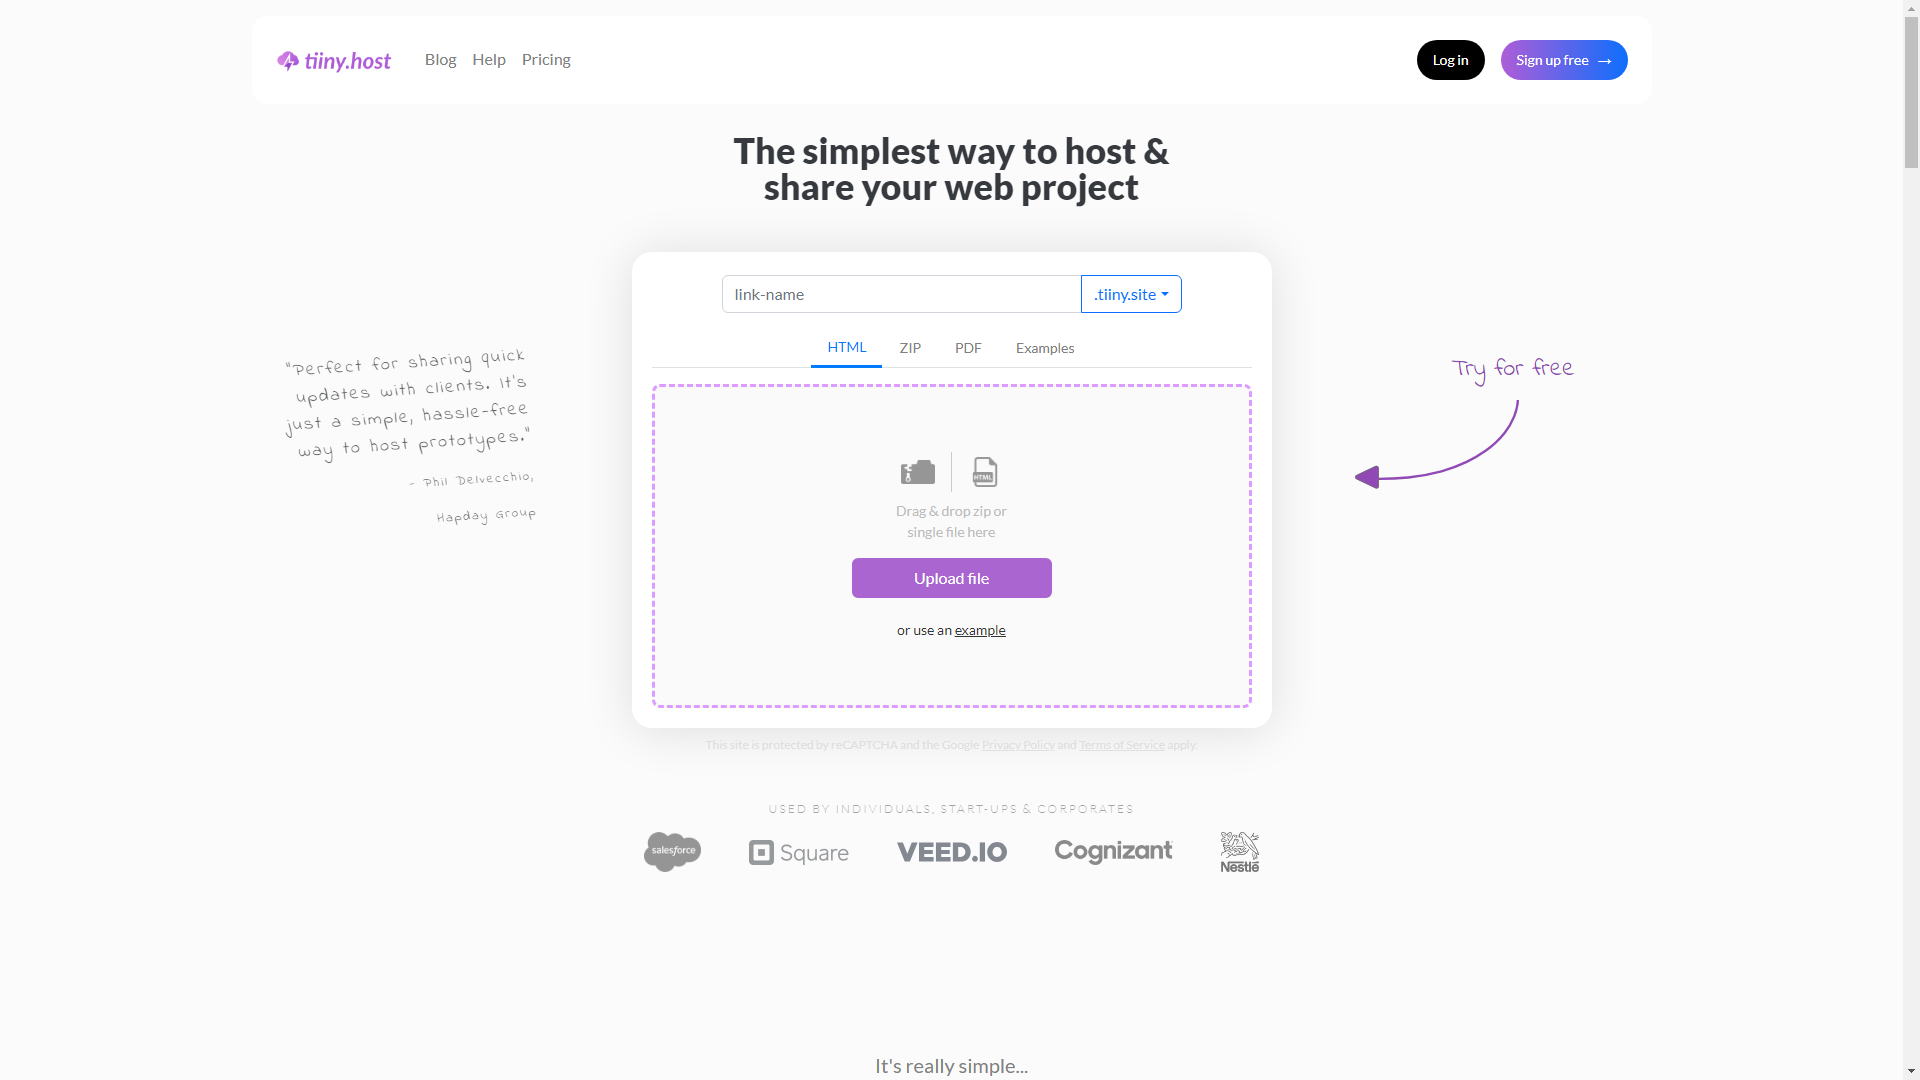 tiiny.host
Blog Help Pricing
Log in
Sign up free →
The simplest way to host &
share your web project
link-name
.tiiny.site
HTML ZIP PDF Examples
"Perfect for sharing quick
updates with clients. It's
just a simple, hassle-free
way to host prototypes."
- Phil Delvecchio,
Hapday Group
Try for free
HTML
Drag & drop zip or
single file here
Upload file
or use an example
This site is protected by reCAPTCHA and the Google Privacy Policy and Terms of Service apply.
USED BY INDIVIDUALS, START-UPS & CORPORATES
salesforce
Square
VEED.IO
Cognizant
Nestlé
It's really simple...